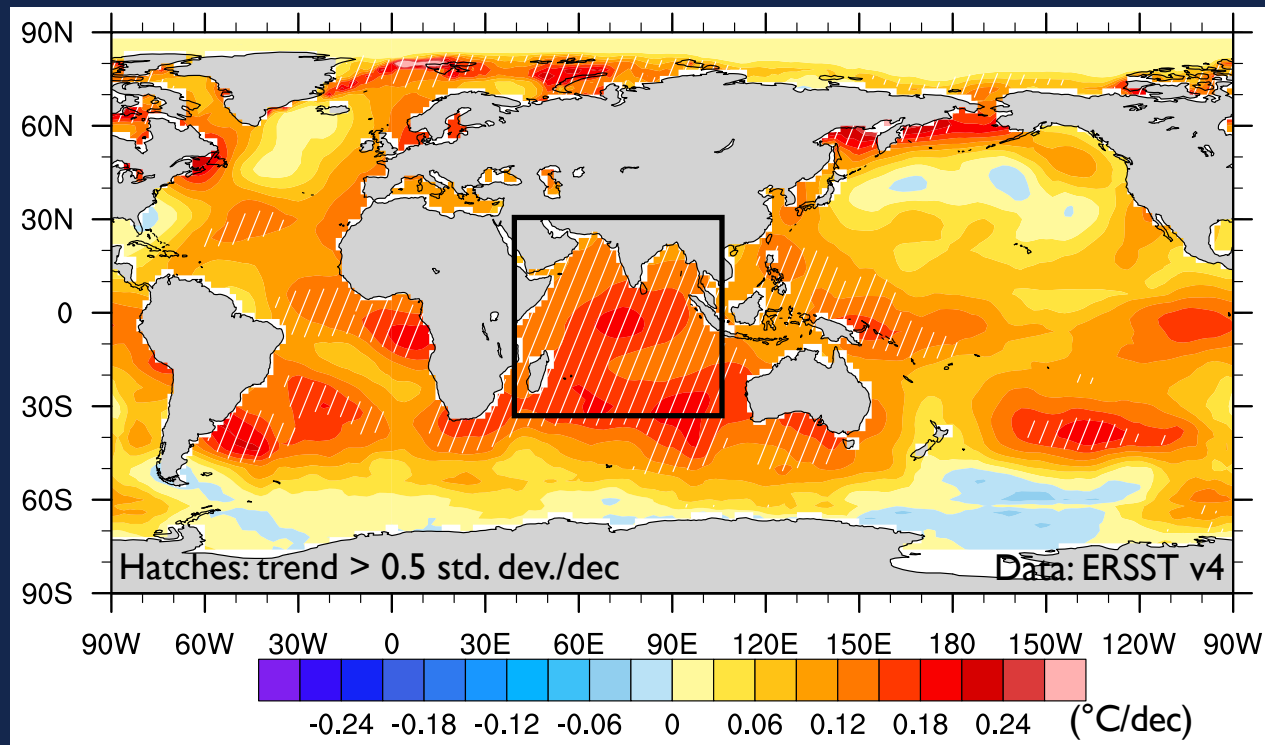 90N
60N
30N
0
30S
60S
90S
Hatches: trend > 0.5 std. dev./dec
Data: ERSST v4
90W 60W 30W 0 30E 60E 90E 120E 150E 180 150W 120W 90W
-0.24 -0.18 -0.12 -0.06 0 0.06 0.12 0.18 0.24 (°C/dec)